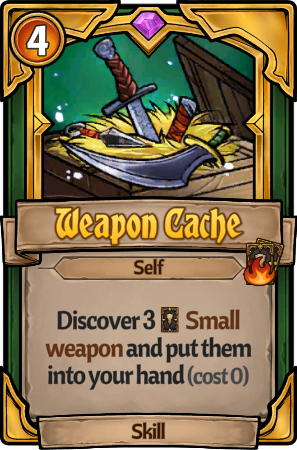 4
Weapon Cache
Self
Discover 3 Small
weapon and put them
into your hand (cost 0)
Skill